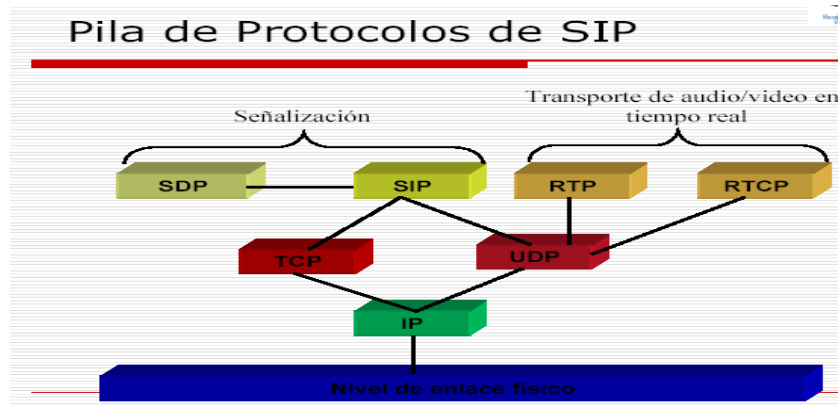 Pila de Protocolos de SIP
Señalización
Transporte de audio/video en
tiempo real
SDP
SIP
RTP
RTCP
TCP
UDP
IP
Nivel de enlace físico